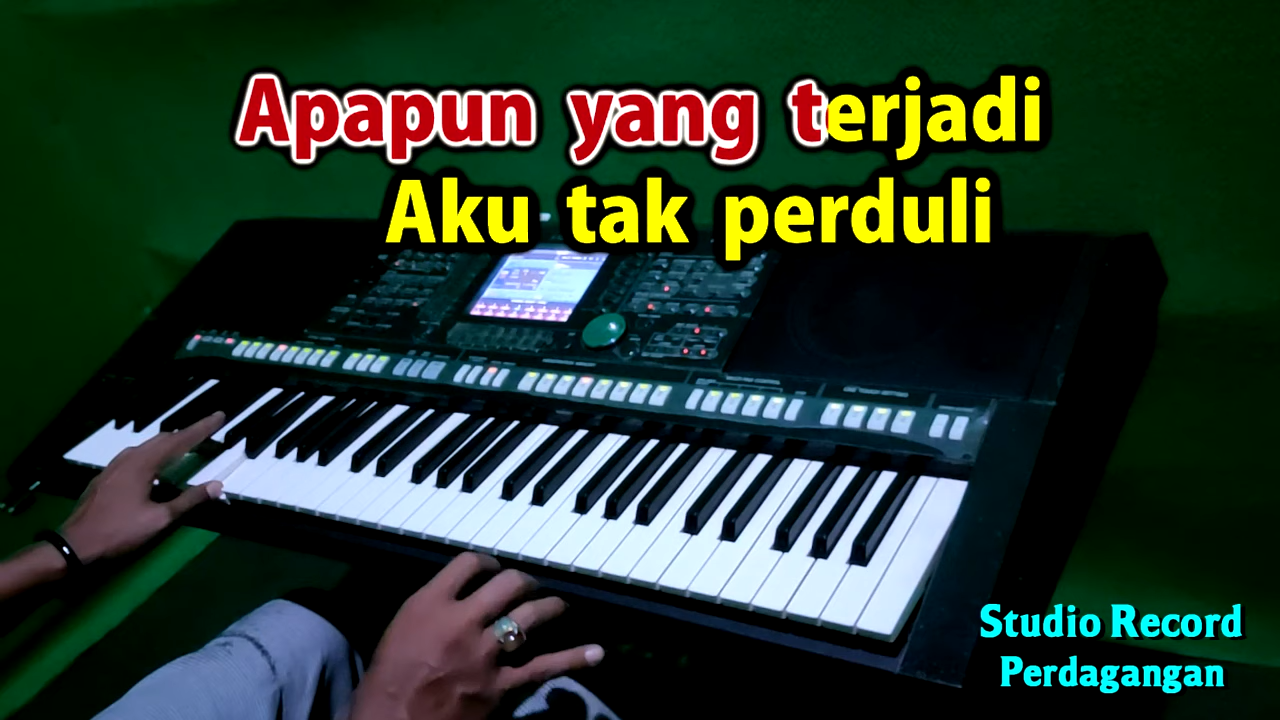 Apapun yang terjadi
Aku tak perduli
Studio Record
Perdagangan